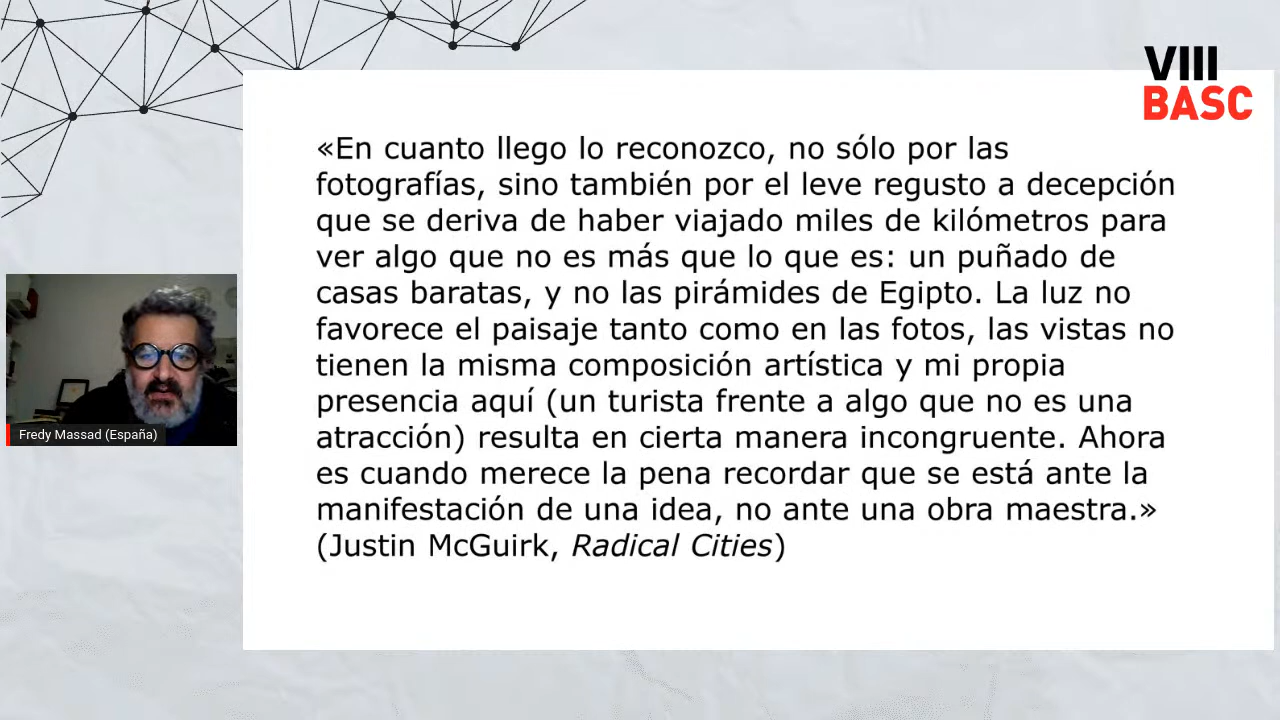 VIII
BASC
«En cuanto llego lo reconozco, no sólo por las
fotografías, sino también por el leve regusto a decepción
que se deriva de haber viajado miles de kilómetros para
ver algo que no es más que lo que es: un puñado de
casas baratas, y no las pirámides de Egipto. La luz no
favorece el paisaje tanto como en las fotos, las vistas no
tienen la misma composición artística y mi propia
presencia aquí (un turista frente a algo que no es una
atracción) resulta en cierta manera incongruente. Ahora
es cuando merece la pena recordar que se está ante la
manifestación de una idea, no ante una obra maestra.»
(Justin McGuirk, Radical Cities)
Fredy Massad (España)